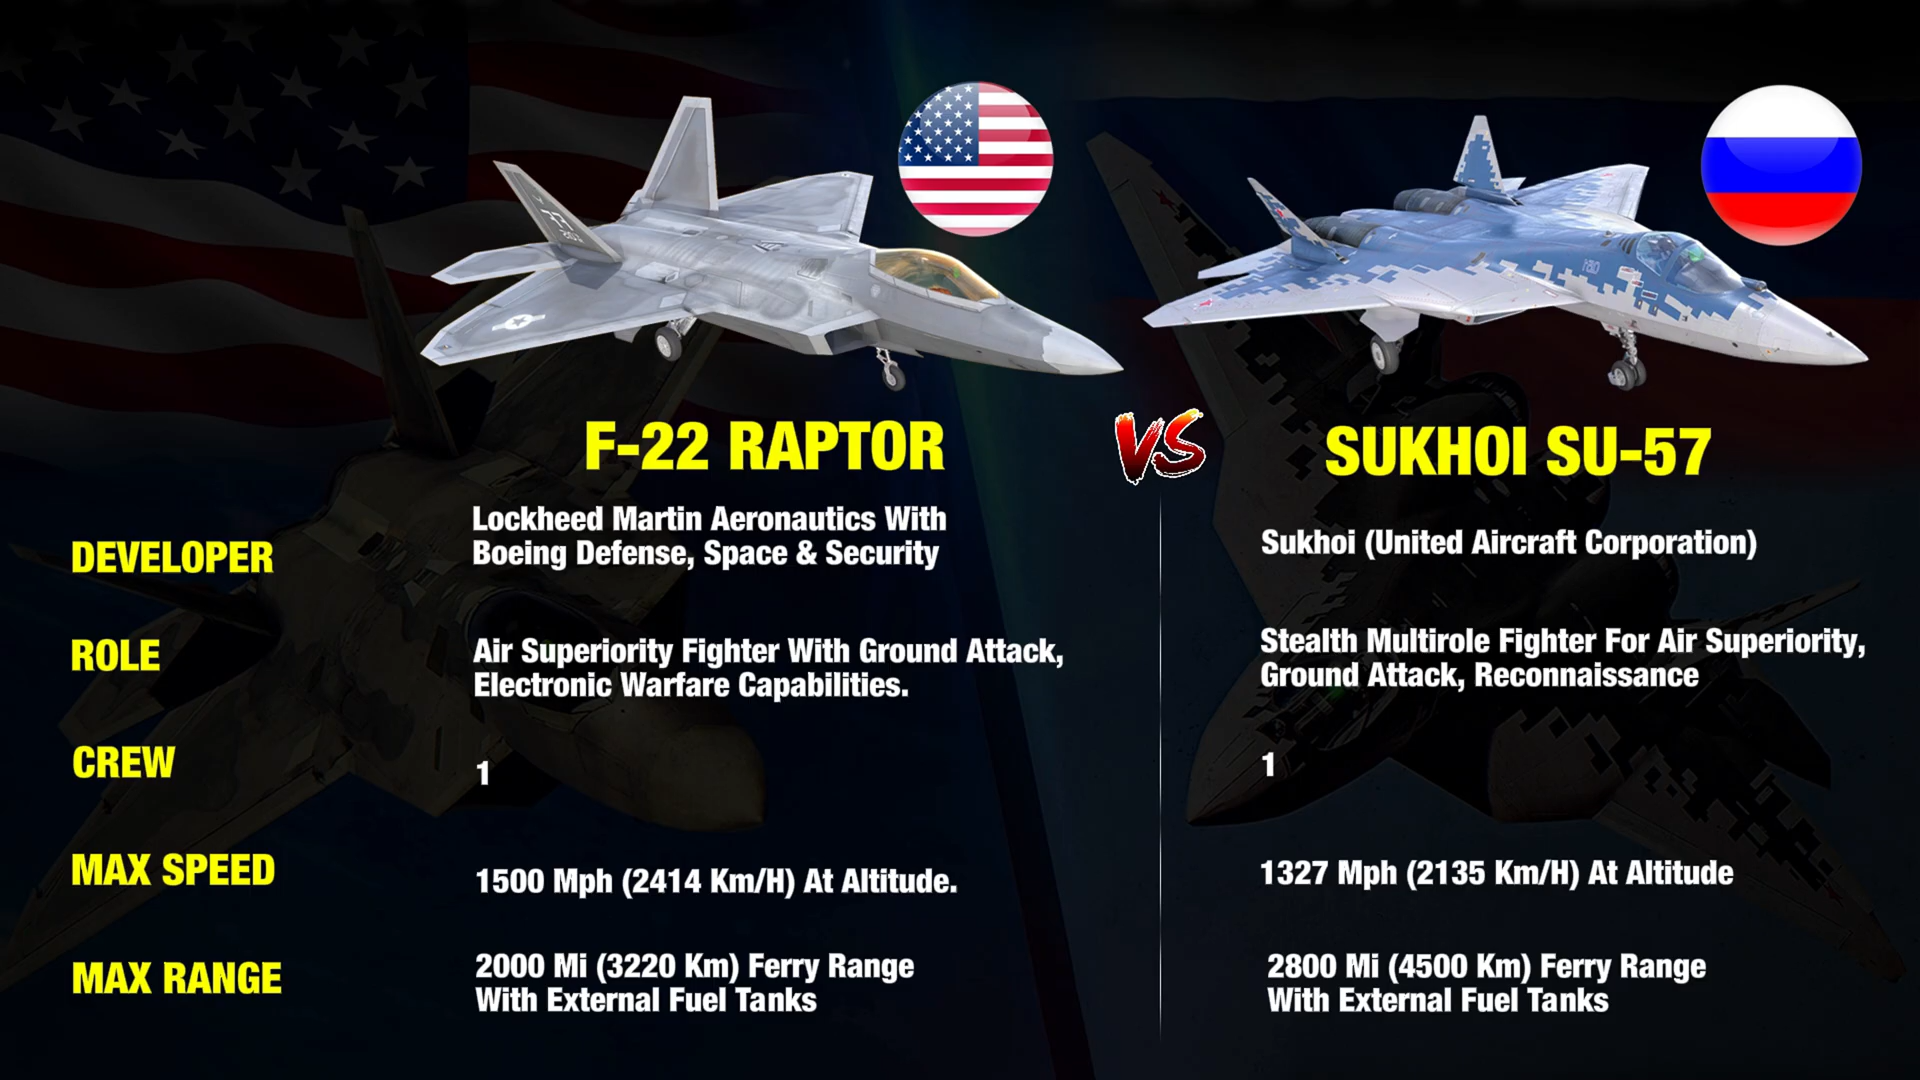 F-22 RAPTOR
VS
SUKHOI SU-57
DEVELOPER
Lockheed Martin Aeronautics With
Boeing Defense, Space & Security
Sukhoi (United Aircraft Corporation)
ROLE
Air Superiority Fighter With Ground Attack,
Electronic Warfare Capabilities.
Stealth Multirole Fighter For Air Superiority,
Ground Attack, Reconnaissance
CREW
1
1
MAX SPEED
1500 Mph (2414 Km/H) At Altitude.
1327 Mph (2135 Km/H) At Altitude
MAX RANGE
2000 Mi (3220 Km) Ferry Range
With External Fuel Tanks
2800 Mi (4500 Km) Ferry Range
With External Fuel Tanks